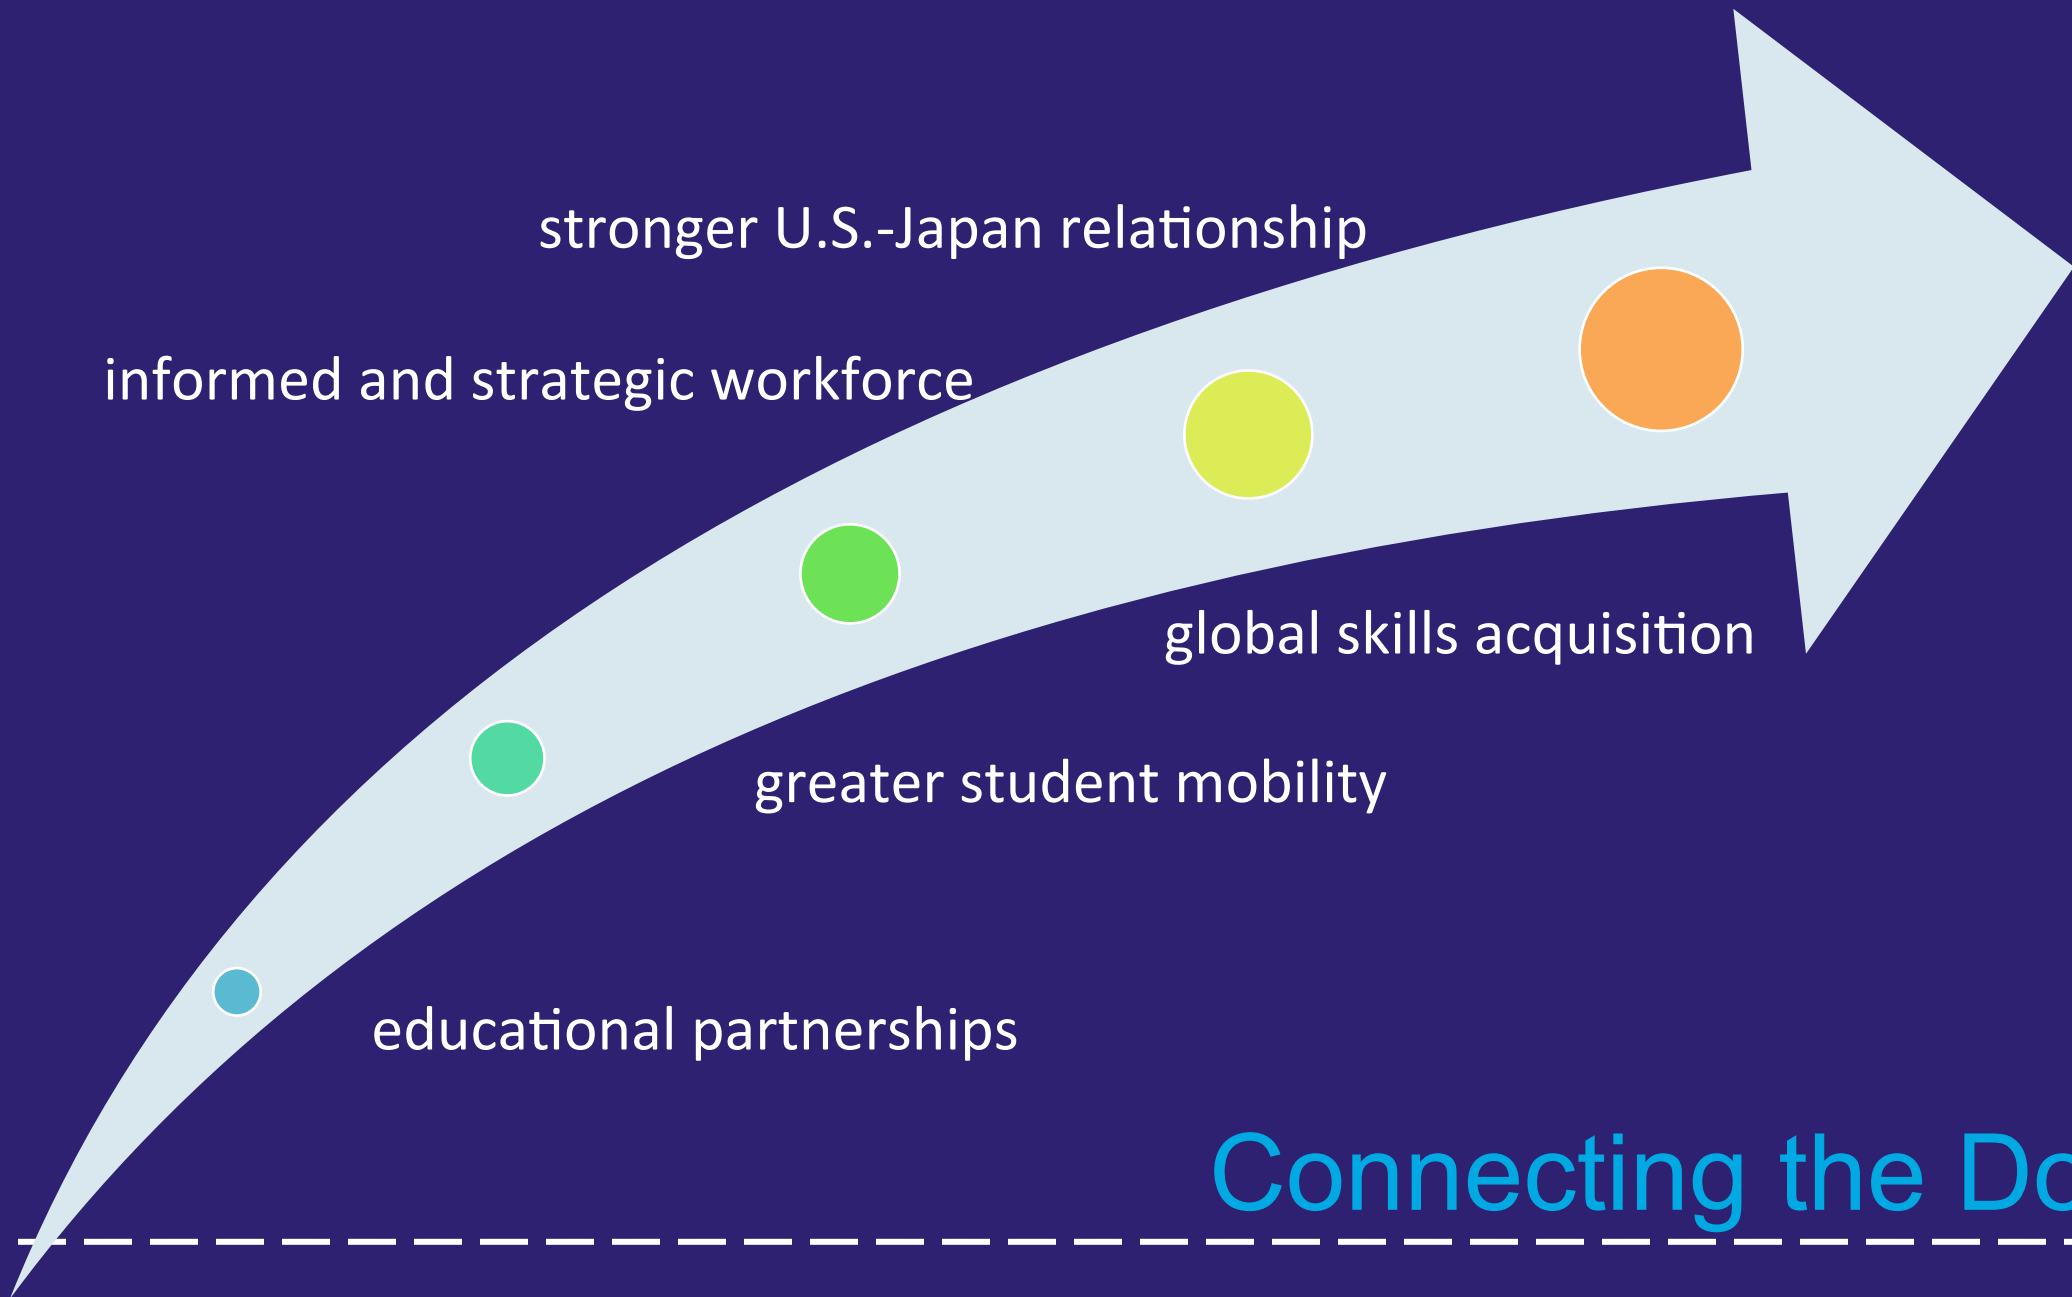 stronger U.S.-Japan relationship
informed and strategic workforce
global skills acquisition
greater student mobility
educational partnerships
Connecting the